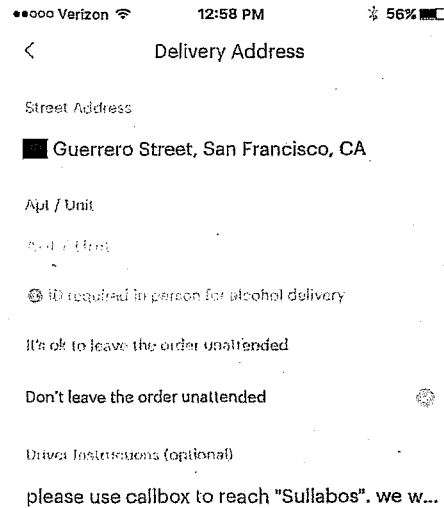 ●●○○○ Verizon 12:58 PM 56%
Delivery Address
Street Address
Guerrero Street, San Francisco, CA
Apt / Unit
Apt / Unit
ID required in person for alcohol delivery
It's ok to leave the order unattended
Don't leave the order unattended
Driver Instructions (optional)
please use callbox to reach "Sullabos". we w...